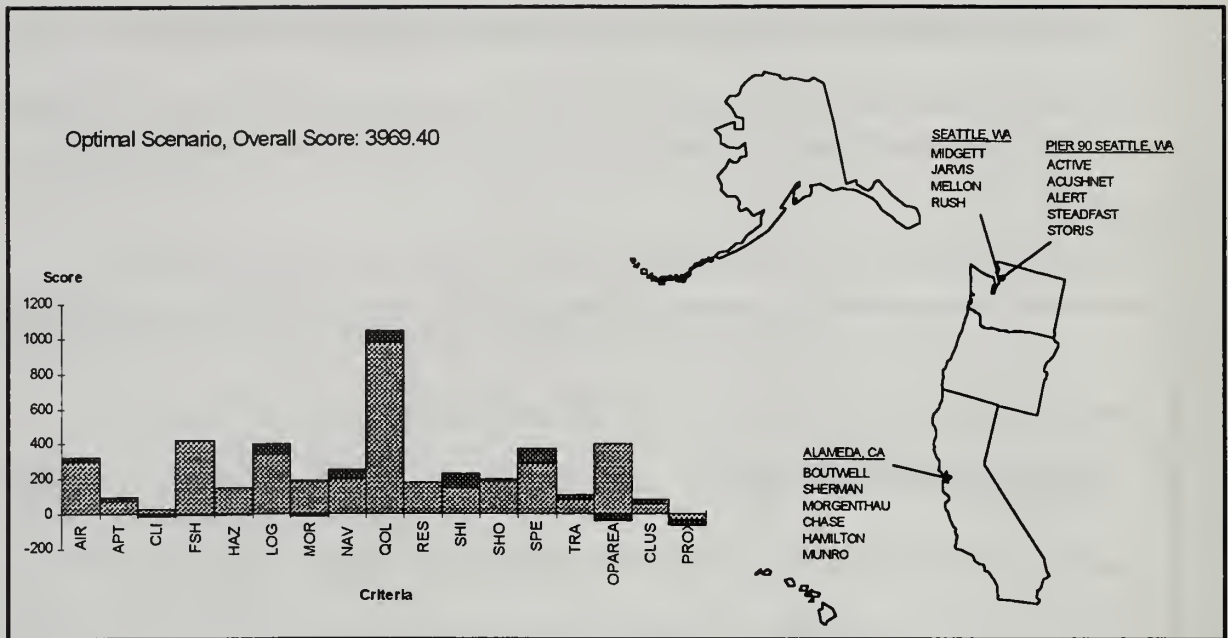 Optimal Scenario, Overall Score: 3969.40
SEATTLE, WA
MIDGETT
JARVIS
MELLON
RUSH
PIER 90 SEATTLE, WA
ACTIVE
ACUSHNET
ALERT
STEADFAST
STORIS
Score
1200
1000
800
600
400
200
0
-200
AIR
APT
CLI
FSH
HAZ
LOG
MOR
NAV
QOL
RES
SHI
SHO
SPE
TRA
OPAREA
CLUS
PROX
Criteria
ALAMEDA, CA
BOUTWELL
SHERMAN
MORGENTHAU
CHASE
HAMILTON
MUNRO